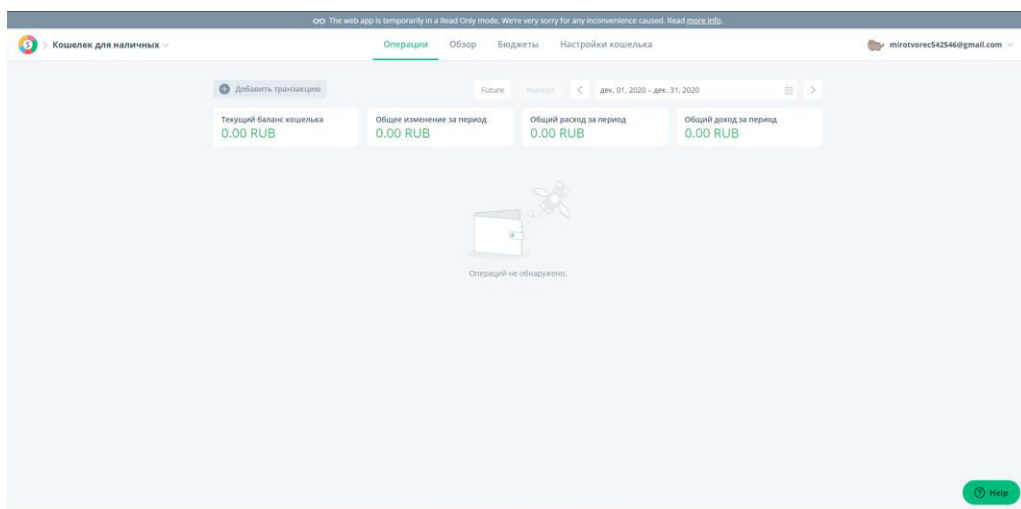 The web app is temporarily in a Read Only mode. We're very sorry for any inconvenience caused. Read more info.
Кошелек для наличных
Операции Обзор Бюджеты Настройки кошелька
mirotvorec542546@gmail.com
Добавить транзакцию
Future Импорт дек. 01, 2020 – дек. 31, 2020
Текущий баланс кошелька Общее изменение за период Общий расход за период Общий доход за период
0.00 RUB 0.00 RUB 0.00 RUB 0.00 RUB
Операций не обнаружено.
Help